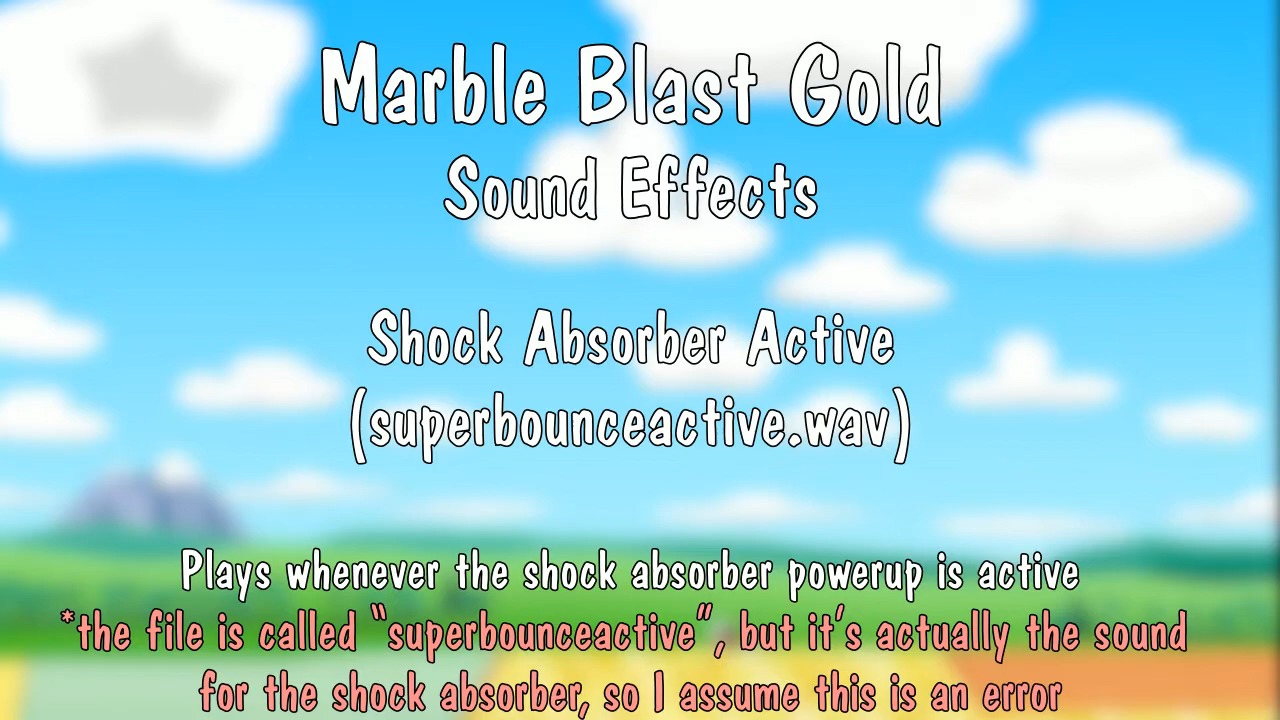 Marble Blast Gold
Sound Effects
Shock Absorber Active
(superbounceactive.wav)
Plays whenever the shock absorber powerup is active
*the file is called “superbounceactive”, but it’s actually the sound
for the shock absorber, so I assume this is an error